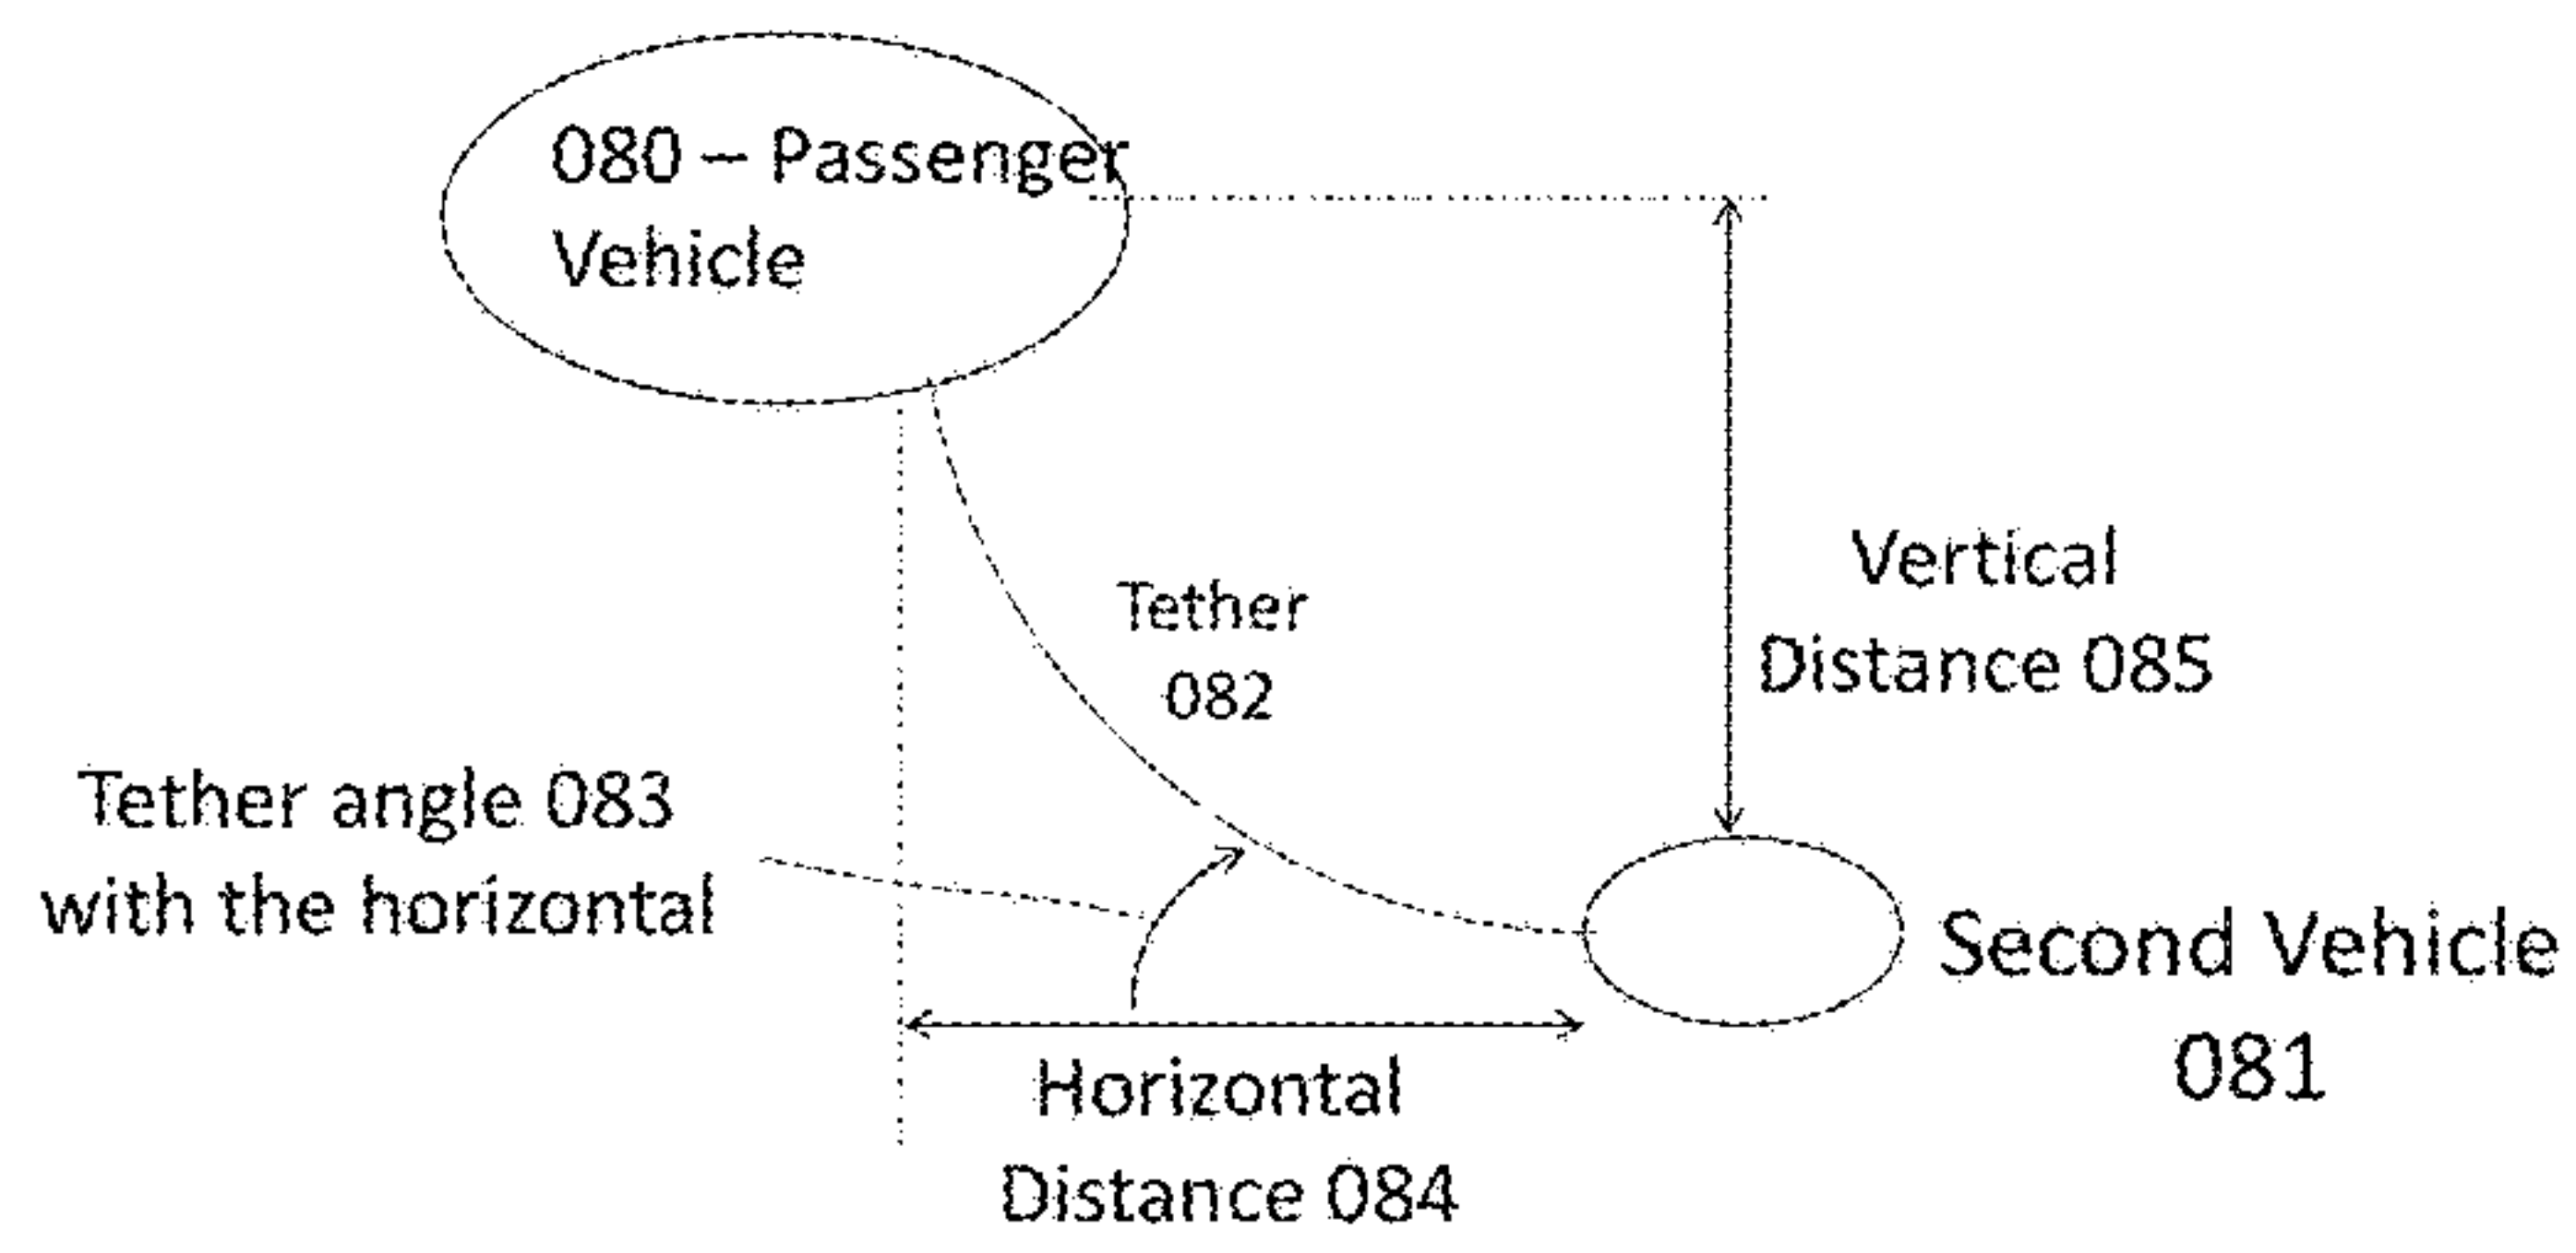 080 – Passenger
Vehicle
Tether
082
Vertical
Distance 085
Tether angle 083
with the horizontal
Second Vehicle
081
Horizontal
Distance 084